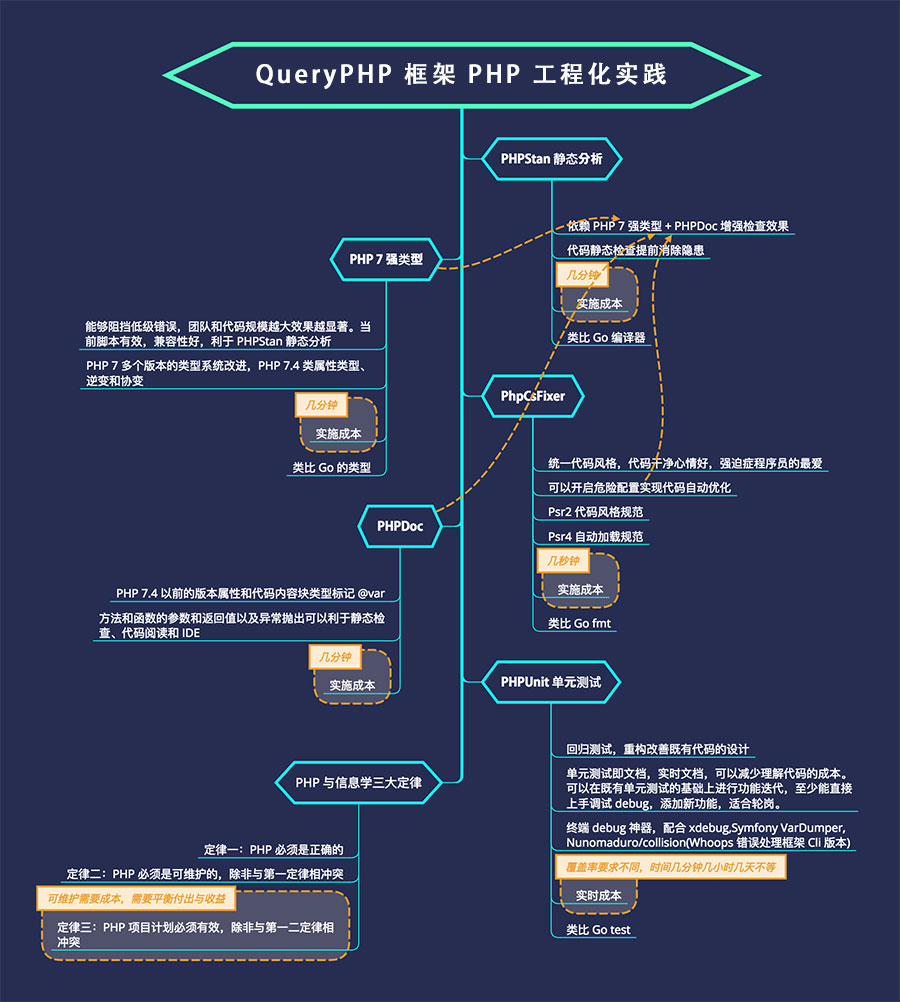 QueryPHP 框架 PHP 工程化实践
PHPStan 静态分析
依赖 PHP 7 强类型 + PHPDoc 增强检查效果
代码静态检查提前消除隐患
几分钟
实施成本
类比 Go 编译器
PHP 7 强类型
能够阻挡低级错误，团队和代码规模越大效果越显著。当
前脚本有效，兼容性好，利于 PHPStan 静态分析
PHP 7 多个版本的类型系统改进，PHP 7.4 类属性类型、
逆变和协变
几分钟
实施成本
类比 Go 的类型
PhpCsFixer
统一代码风格，代码干净心情好，强迫症程序员的最爱
可以开启危险配置实现代码自动优化
Psr2 代码风格规范
Psr4 自动加载规范
几秒钟
实施成本
类比 Go fmt
PHPDoc
PHP 7.4 以前的版本属性和代码内容块类型标记 @var
方法和函数的参数和返回值以及异常抛出可以利于静态检
查、代码阅读和 IDE
几分钟
实施成本
PHPUnit 单元测试
回归测试，重构改善既有代码的设计
单元测试即文档，实时文档，可以减少理解代码的成本。
可以在既有单元测试的基础上进行功能迭代，至少能直接
上手调试 debug，添加新功能，适合轮岗。
终端 debug 神器，配合 xdebug,Symfony VarDumper,
Nunomaduro/collision(Whoops 错误处理框架 Cli 版本)
覆盖率要求不同，时间几分钟几小时几天不等
实时成本
类比 Go test
PHP 与信息学三大定律
定律一：PHP 必须是正确的
定律二：PHP 必须是可维护的，除非与第一定律相冲突
可维护需要成本，需要平衡付出与收益
定律三：PHP 项目计划必须有效，除非与第一二定律相
冲突